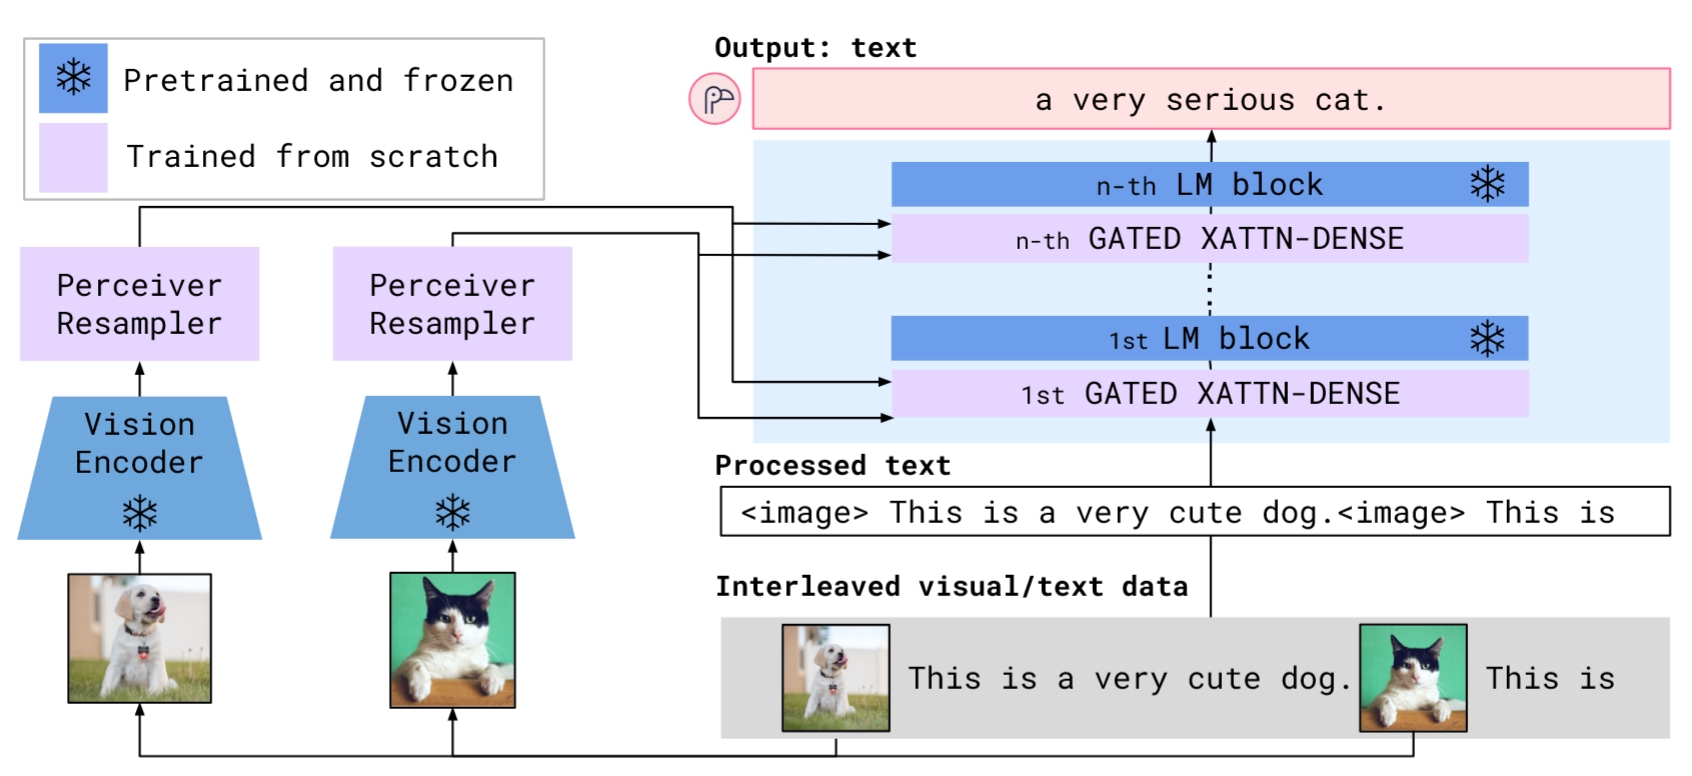 Pretrained and frozen
Trained from scratch
Perceiver
Resampler
Perceiver
Resampler
Vision
Encoder
Vision
Encoder
Output: text
a very serious cat.
n-th LM block
n-th GATED XATTN-DENSE
1st LM block
1st GATED XATTN-DENSE
Processed text
<image> This is a very cute dog.<image> This is
Interleaved visual/text data
This is a very cute dog. This is